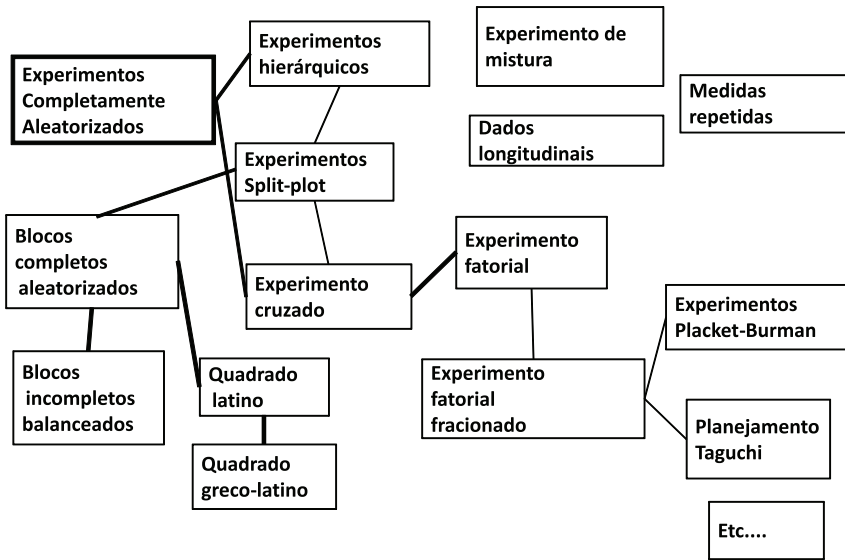 Experimentos
Completamente
Aleatorizados
Experimentos
hierárquicos
Experimento de
mistura
Medidas
repetidas
Dados
longitudinais
Experimentos
Split-plot
Blocos
completos
aleatorizados
Experimento
cruzado
Experimento
fatorial
Experimentos
Placket-Burman
Blocos
incompletos
balanceados
Quadrado
latino
Experimento
fatorial
fracionado
Planejamento
Taguchi
Quadrado
greco-latino
Etc....